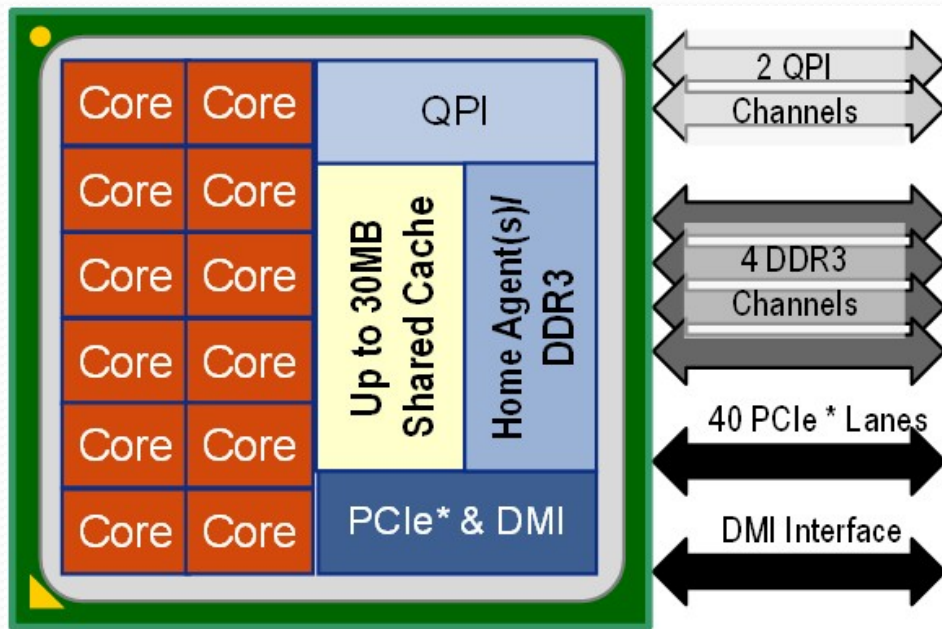 Core Core
Core Core
Core Core
Core Core
Core Core
Core Core
QPI
Up to 30MB
Shared Cache
Home Agent(s)/
DDR3
PCIe* & DMI
2 QPI
Channels
4 DDR3
Channels
40 PCIe * Lanes
DMI Interface